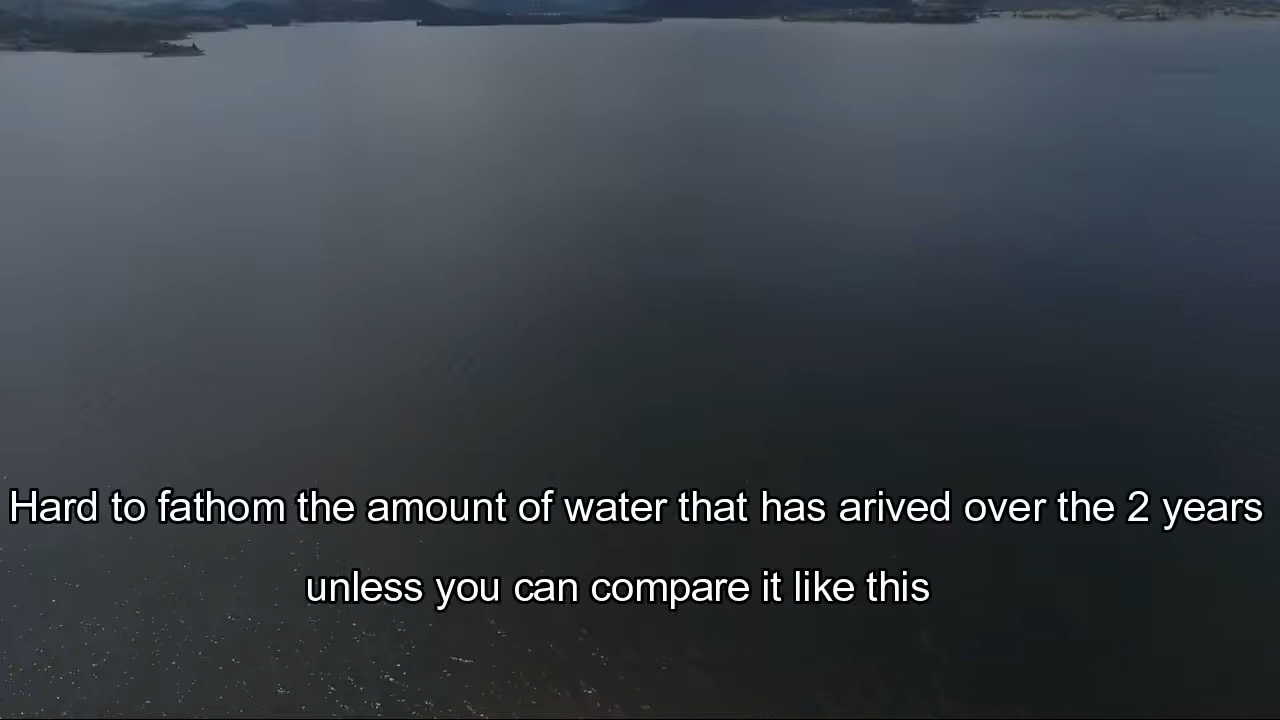 Hard to fathom the amount of water that has arived over the 2 years
unless you can compare it like this